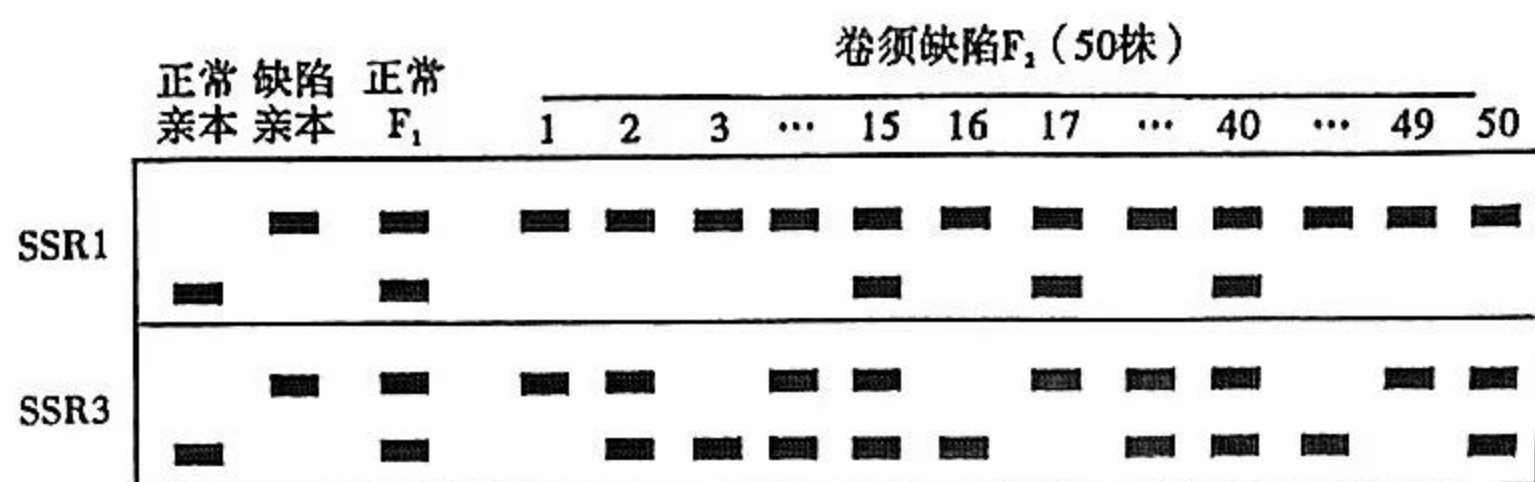 卷须缺陷F₂(50株)
正常 缺陷 正常
亲本 亲本 F₁ 1 2 3 … 15 16 17 … 40 … 49 50
SSR1
SSR3